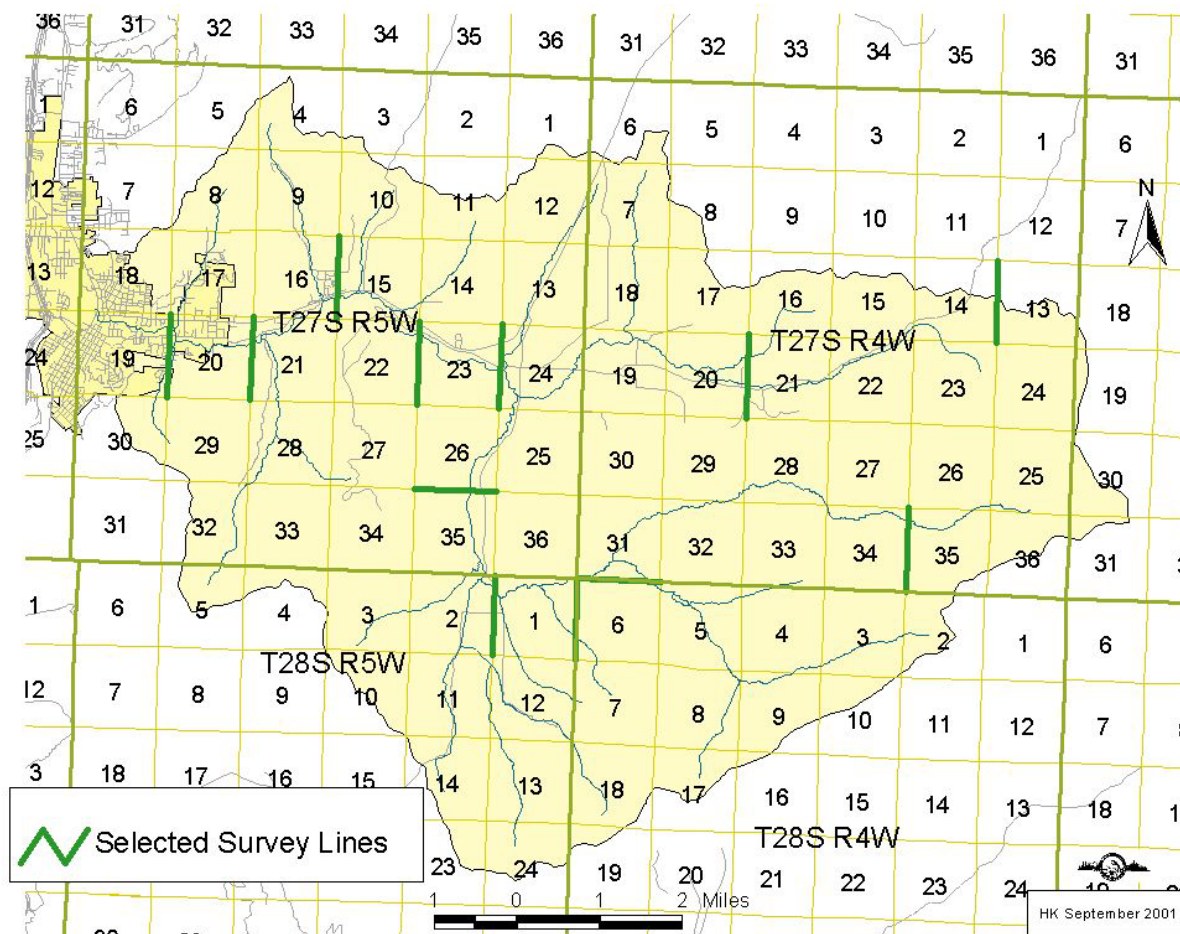 36 31 32 33 34 35 36 31 32 33 34 35 36 31
1 6 5 4 3 2 1 6 5 4 3 2 1 6
N
12 7 8 9 10 11 12 7 8 9 10 11 12 7
13 18 17 16 15 14 13 18 17 16 15 14 13 18
T27S R5W T27S R4W
24 19 20 21 22 23 24 19 20 21 22 23 24 19
25 30 29 28 27 26 25 30 29 28 27 26 25 30
31 32 33 34 35 36 31 32 33 34 35 36 31
1 6 5 4 3 2 1 6 5 4 3 2 1 6
T28S R5W
12 7 8 9 10 11 12 7 8 9 10 11 12 7
18 17 16 15 14 13 18 17 16 15 14 13 18
Selected Survey Lines
T28S R4W
23 24 19 20 21 22 23 24
1 0 1 2 Miles
HK September 2001